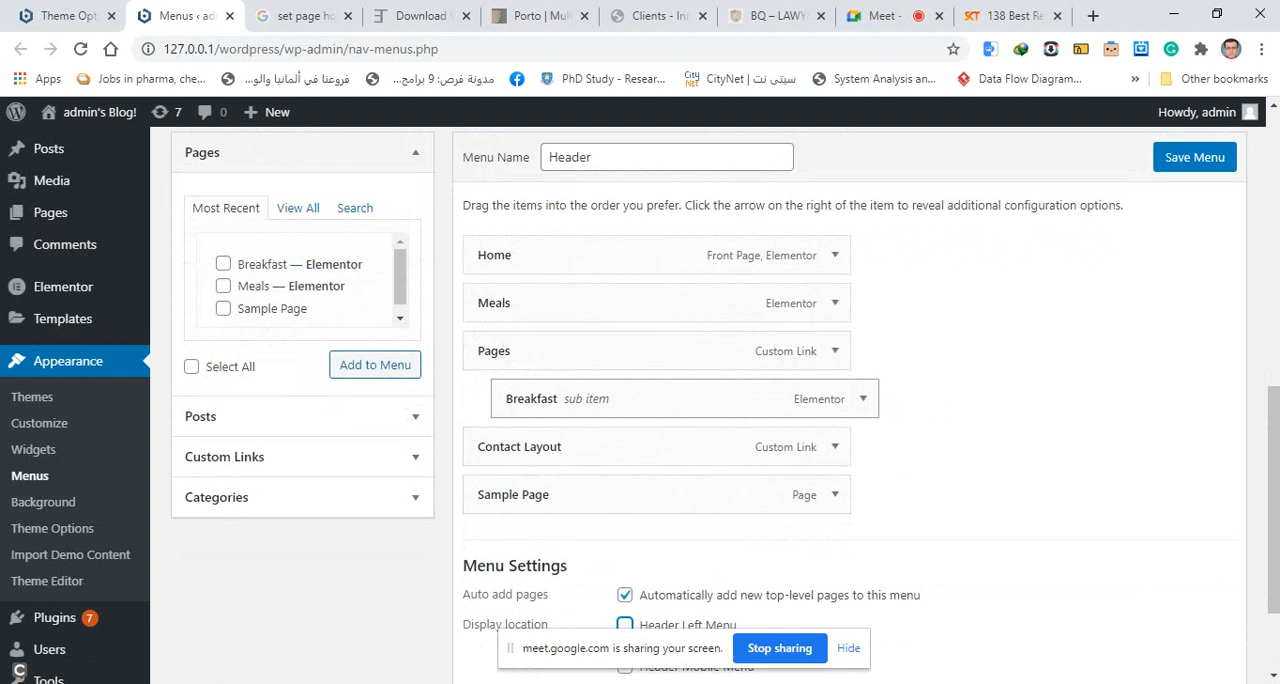 Theme Opt
Menus ‹ ad
set page ho
Download
Porto | Mult
Clients - Inn
BQ – LAWY
Meet -
138 Best Re
127.0.0.1/wordpress/wp-admin/nav-menus.php
Apps
Jobs in pharma, che...
فروعنا في ألمانيا والو...
مدونة فرص: 9 برامج...
PhD Study - Resear...
سيتى نت | CityNet
System Analysis an...
Data Flow Diagram...
»
Other bookmarks
admin's Blog!
7
0
New
Howdy, admin
Posts
Media
Pages
Comments
Elementor
Templates
Appearance
Themes
Customize
Widgets
Menus
Background
Theme Options
Import Demo Content
Theme Editor
Plugins 7
Users
Tools
Pages
Most Recent
View All
Search
Breakfast — Elementor
Meals — Elementor
Sample Page
Select All
Add to Menu
Posts
Custom Links
Categories
Menu Name
Header
Save Menu
Drag the items into the order you prefer. Click the arrow on the right of the item to reveal additional configuration options.
Home
Front Page, Elementor
Meals
Elementor
Pages
Custom Link
Breakfast sub item
Elementor
Contact Layout
Custom Link
Sample Page
Page
Menu Settings
Auto add pages
Automatically add new top-level pages to this menu
Display location
Header Left Menu
meet.google.com is sharing your screen.
Stop sharing
Hide
Header Mobile Menu